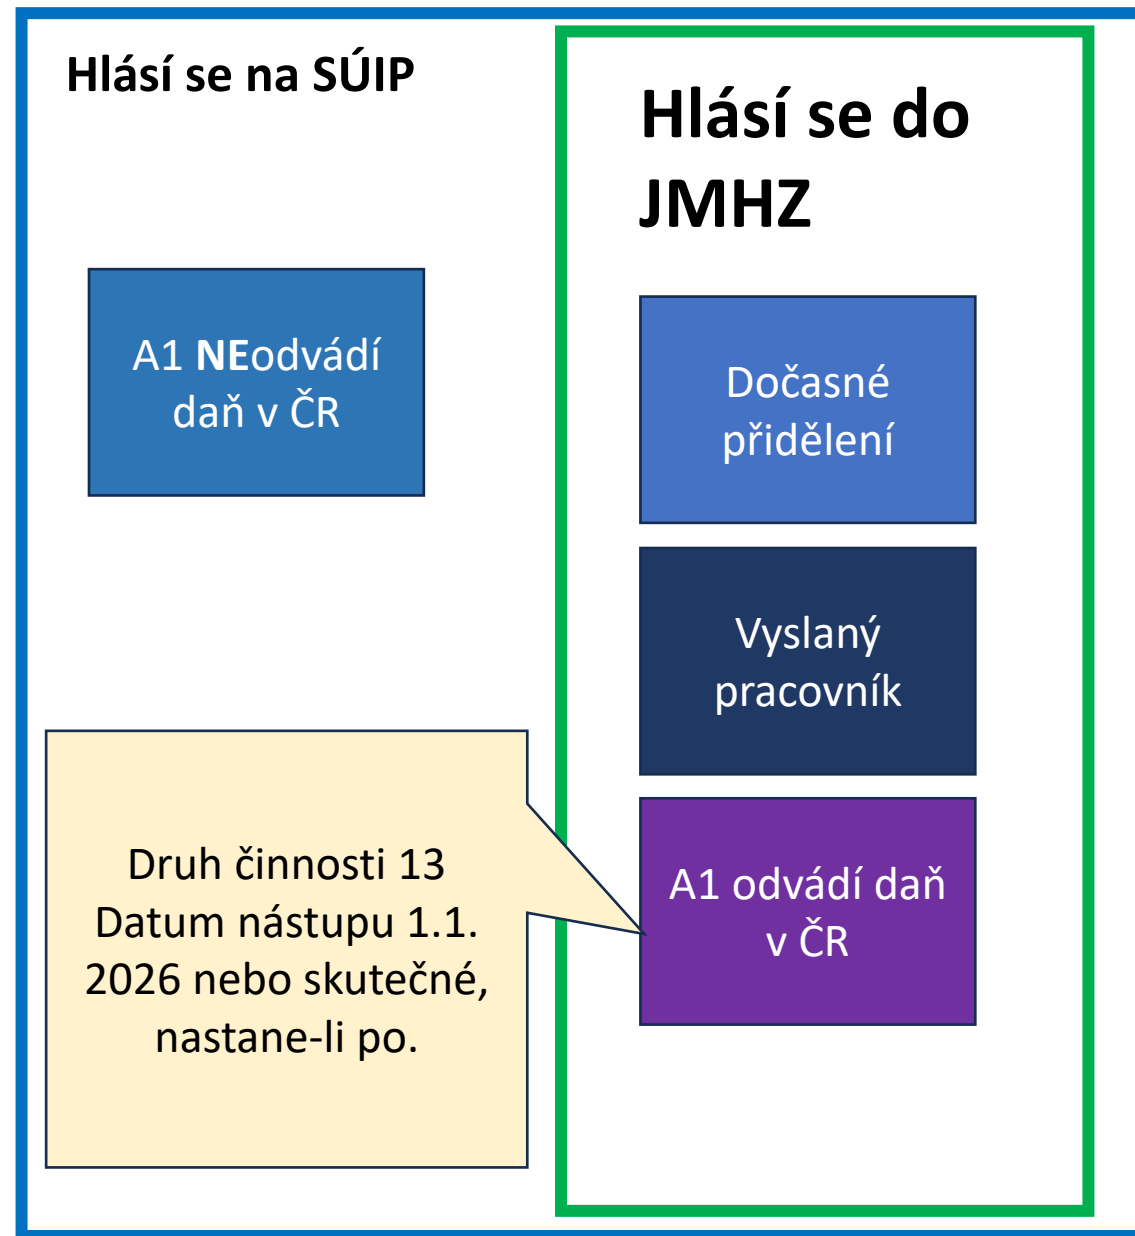 Hlásí se na SÚIP
A1 NEodvádí
daň v ČR
Hlásí se do
JMHZ
Dočasné
přidělení
Vyslaný
pracovník
A1 odvádí daň
v ČR
Druh činnosti 13
Datum nástupu 1.1.
2026 nebo skutečné,
nastane-li po.